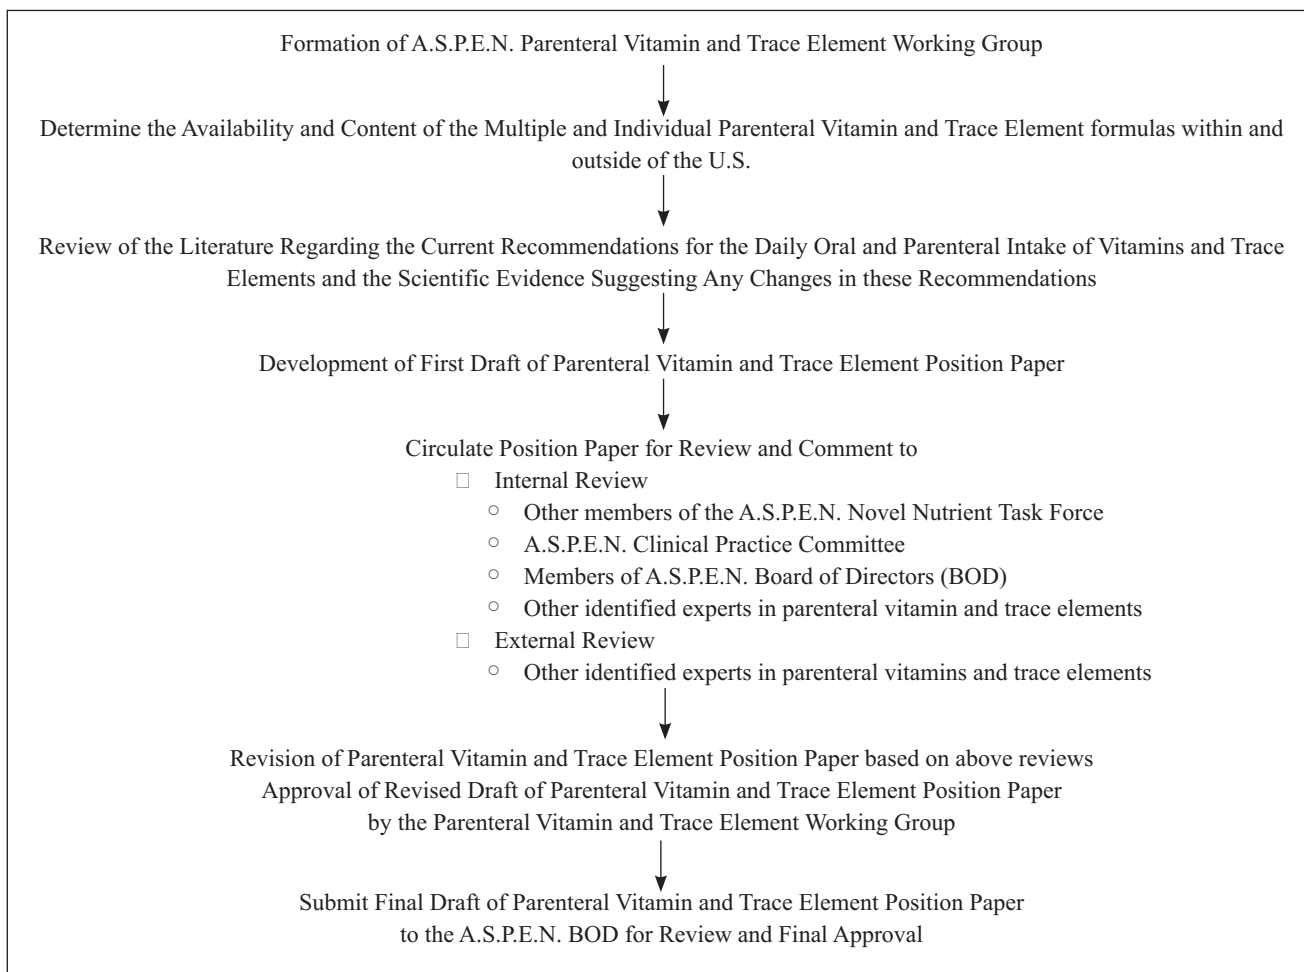 Formation of A.S.P.E.N. Parenteral Vitamin and Trace Element Working Group
Determine the Availability and Content of the Multiple and Individual Parenteral Vitamin and Trace Element formulas within and
outside of the U.S.
Review of the Literature Regarding the Current Recommendations for the Daily Oral and Parenteral Intake of Vitamins and Trace
Elements and the Scientific Evidence Suggesting Any Changes in these Recommendations
Development of First Draft of Parenteral Vitamin and Trace Element Position Paper
Circulate Position Paper for Review and Comment to
□ Internal Review
○ Other members of the A.S.P.E.N. Novel Nutrient Task Force
○ A.S.P.E.N. Clinical Practice Committee
○ Members of A.S.P.E.N. Board of Directors (BOD)
○ Other identified experts in parenteral vitamin and trace elements
□ External Review
○ Other identified experts in parenteral vitamins and trace elements
Revision of Parenteral Vitamin and Trace Element Position Paper based on above reviews
Approval of Revised Draft of Parenteral Vitamin and Trace Element Position Paper
by the Parenteral Vitamin and Trace Element Working Group
Submit Final Draft of Parenteral Vitamin and Trace Element Position Paper
to the A.S.P.E.N. BOD for Review and Final Approval